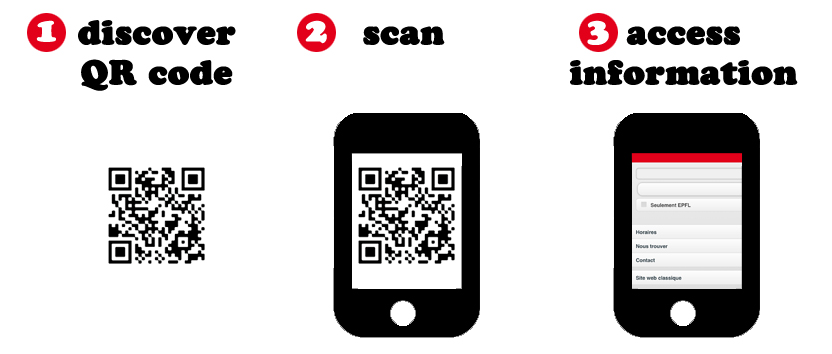 1 discover
QR code
2 scan
3 access
information
Seulement EPFL
Horaires
Nous trouver
Contact
Site web classique